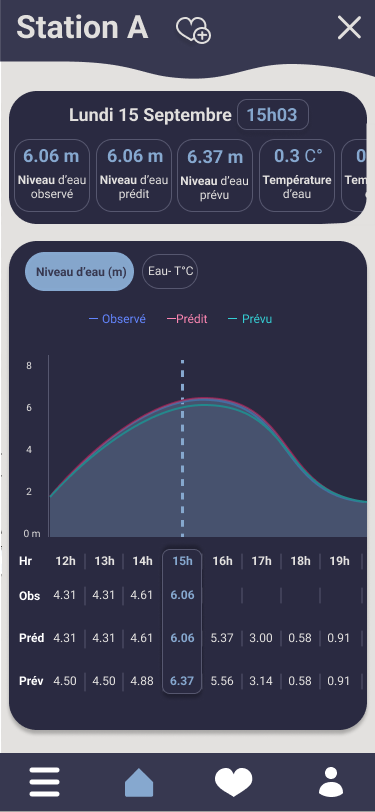 Station A
Lundi 15 Septembre 15h03
6.06 m 6.06 m 6.37 m 0.3 C° 0
Niveau d'eau Niveau d'eau Niveau d'eau Température Tem
observé prédit prévu d'eau
Niveau d'eau (m) Eau- T°C
Observé Prédit Prévu
8
6
4
2
0 m
Hr 12h 13h 14h 15h 16h 17h 18h 19h
Obs 4.31 4.31 4.61 6.06
Préd 4.31 4.31 4.61 6.06 5.37 3.00 0.58 0.91
Prév 4.50 4.50 4.88 6.37 5.56 3.14 0.58 0.91